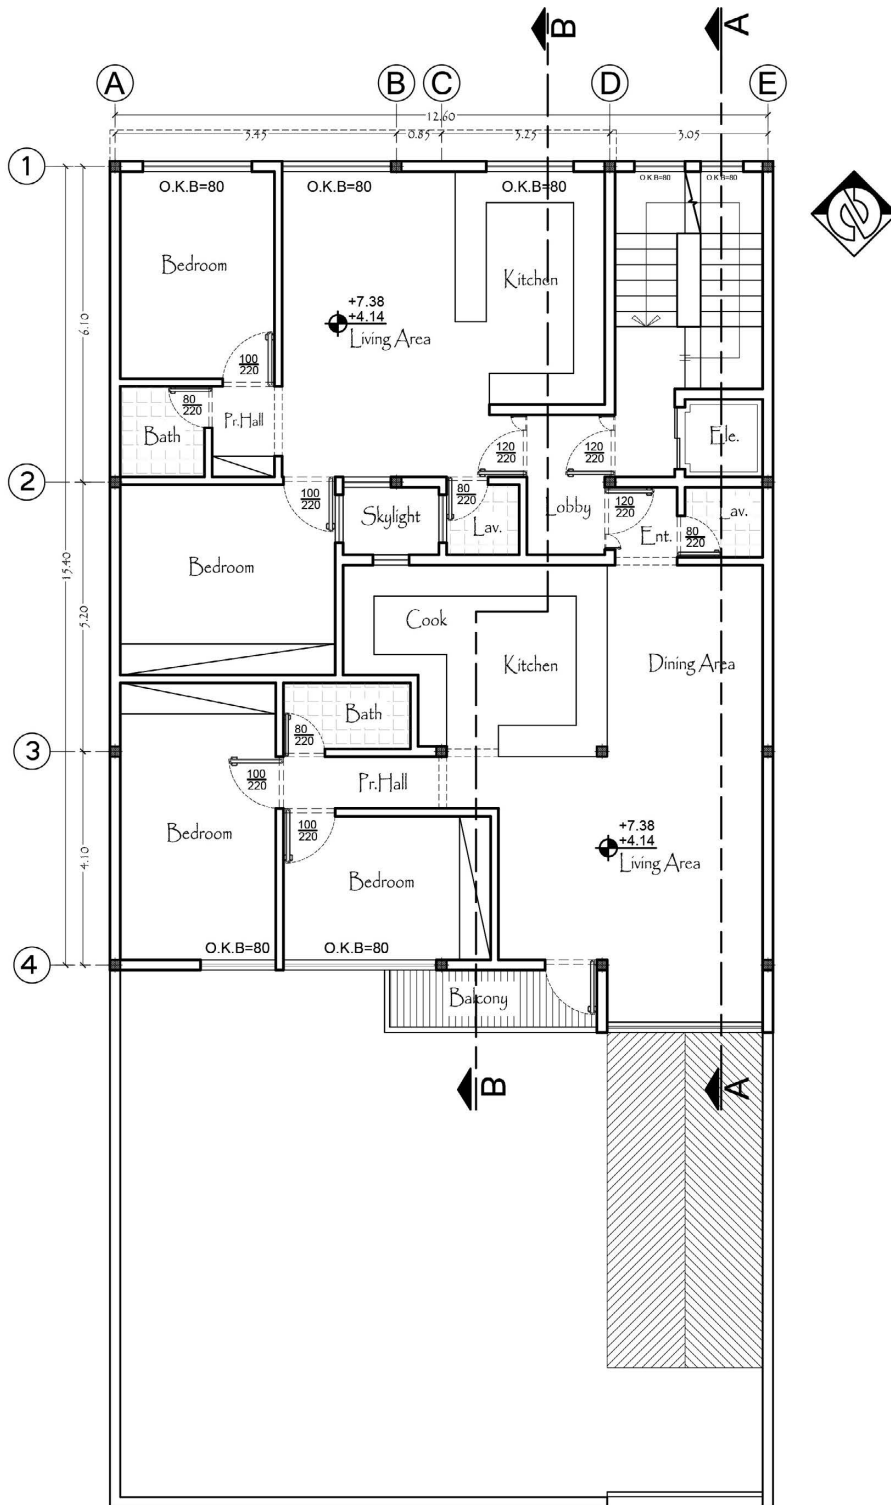 B
A
A
B
C
D
E
12.60
5.45
0.85
3.25
3.05
1
O.K.B=80
O.K.B=80
O.K.B=80
O.K.B=80
O.K.B=80
Bedroom
Kitchen
+7.38
+4.14
Living Area
6.10
100
220
80
220
Pr.Hall
Bath
Ele.
120
220
120
220
2
100
220
80
220
Skylight
Lav.
Lobby
120
220
Ent.
80
220
Lav.
Bedroom
15.40
5.20
Cook
Kitchen
Dining Area
Bath
80
220
3
100
220
Pr.Hall
Bedroom
100
220
+7.38
+4.14
Living Area
4.10
Bedroom
O.K.B=80
O.K.B=80
4
Balcony
B
A